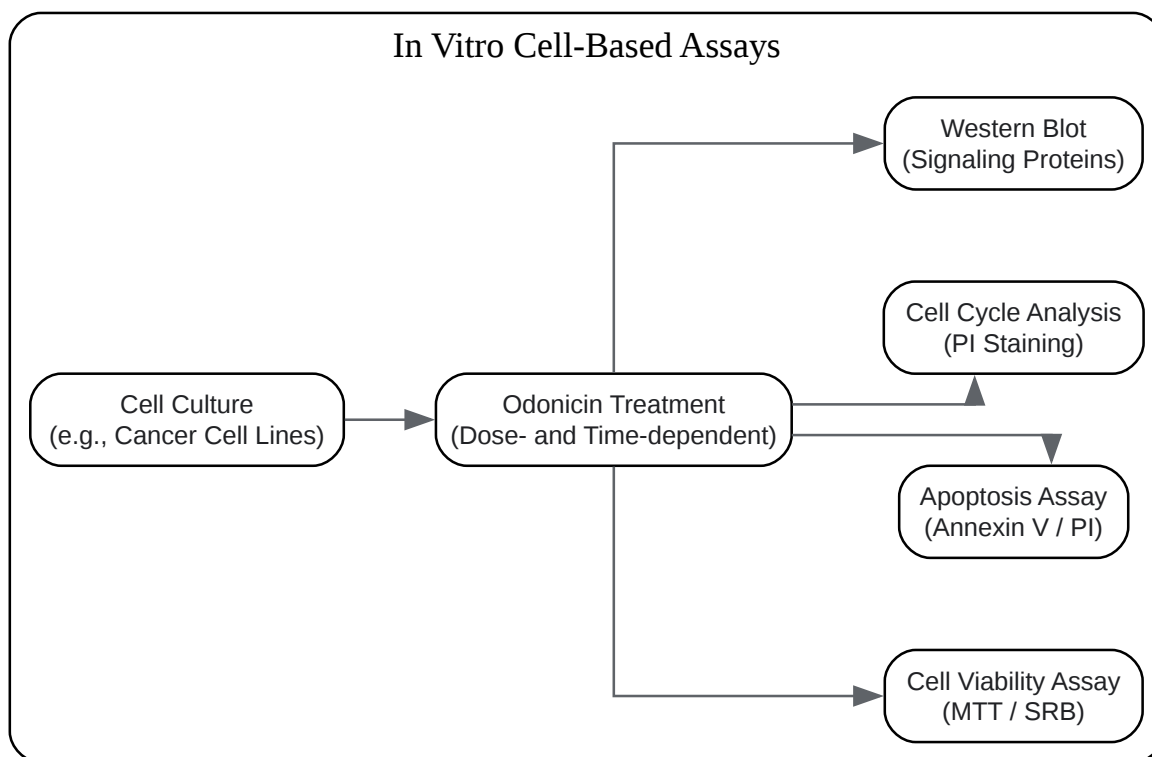 In Vitro Cell-Based Assays
Western Blot
(Signaling Proteins)
Cell Cycle Analysis
(PI Staining)
Cell Culture
(e.g., Cancer Cell Lines)
Odonicin Treatment
(Dose- and Time-dependent)
Apoptosis Assay
(Annexin V / PI)
Cell Viability Assay
(MTT / SRB)